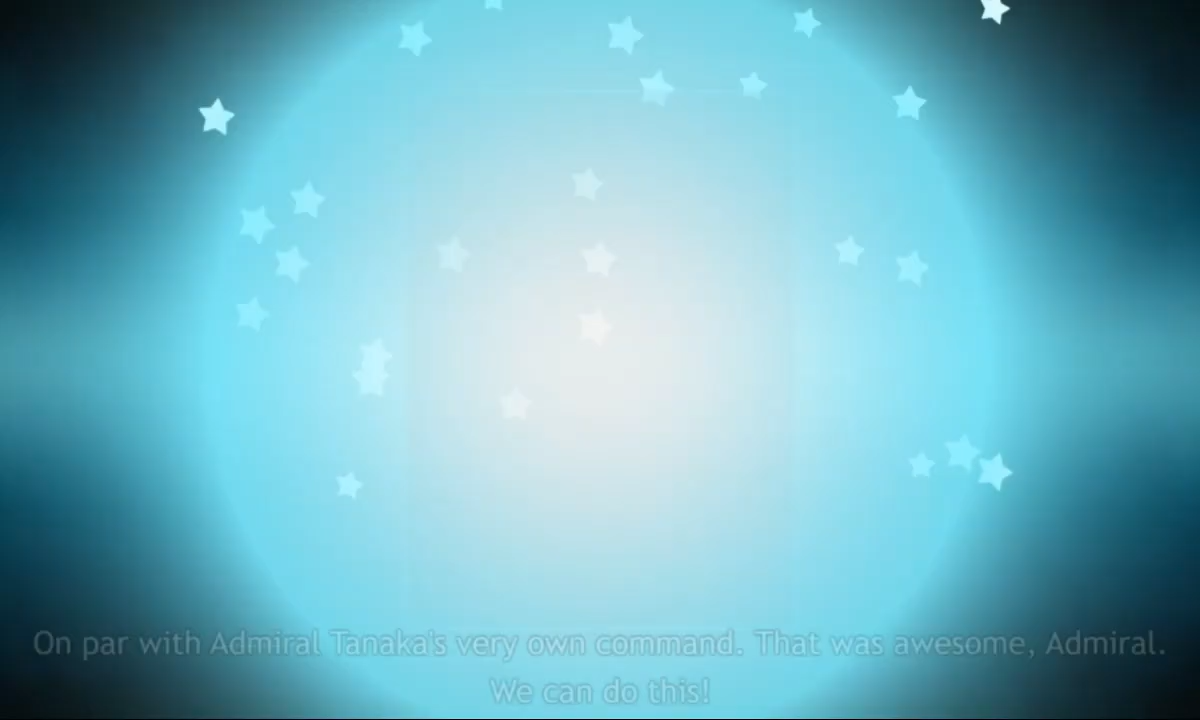 On par with Admiral Tanaka's very own command. That was awesome, Admiral.
We can do this!